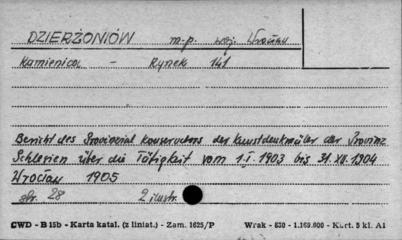 DZIERŻONIÓW m-p. woj. Wrocław
Kamienica - Rynek 141
Bericht des Provinzial Konservators der Kunstdenkmäler der Provinz
Schlesien über die Tätigkeit vom 1.I.1903 bis 31.XII.1904
Wrocław 1905
str. 28 2 ilustr.
CWD - B 15b - Karta katal. (z liniat.) - Zam. 1625/P Wrak - 630 - 1.169.000 - Kart. 5 kl. A1